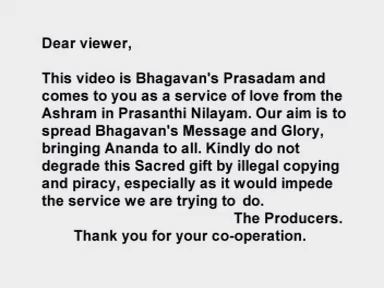 Dear viewer,
This video is Bhagavan's Prasadam and
comes to you as a service of love from the
Ashram in Prasanthi Nilayam. Our aim is to
spread Bhagavan's Message and Glory,
bringing Ananda to all. Kindly do not
degrade this Sacred gift by illegal copying
and piracy, especially as it would impede
the service we are trying to do.
The Producers.
Thank you for your co-operation.